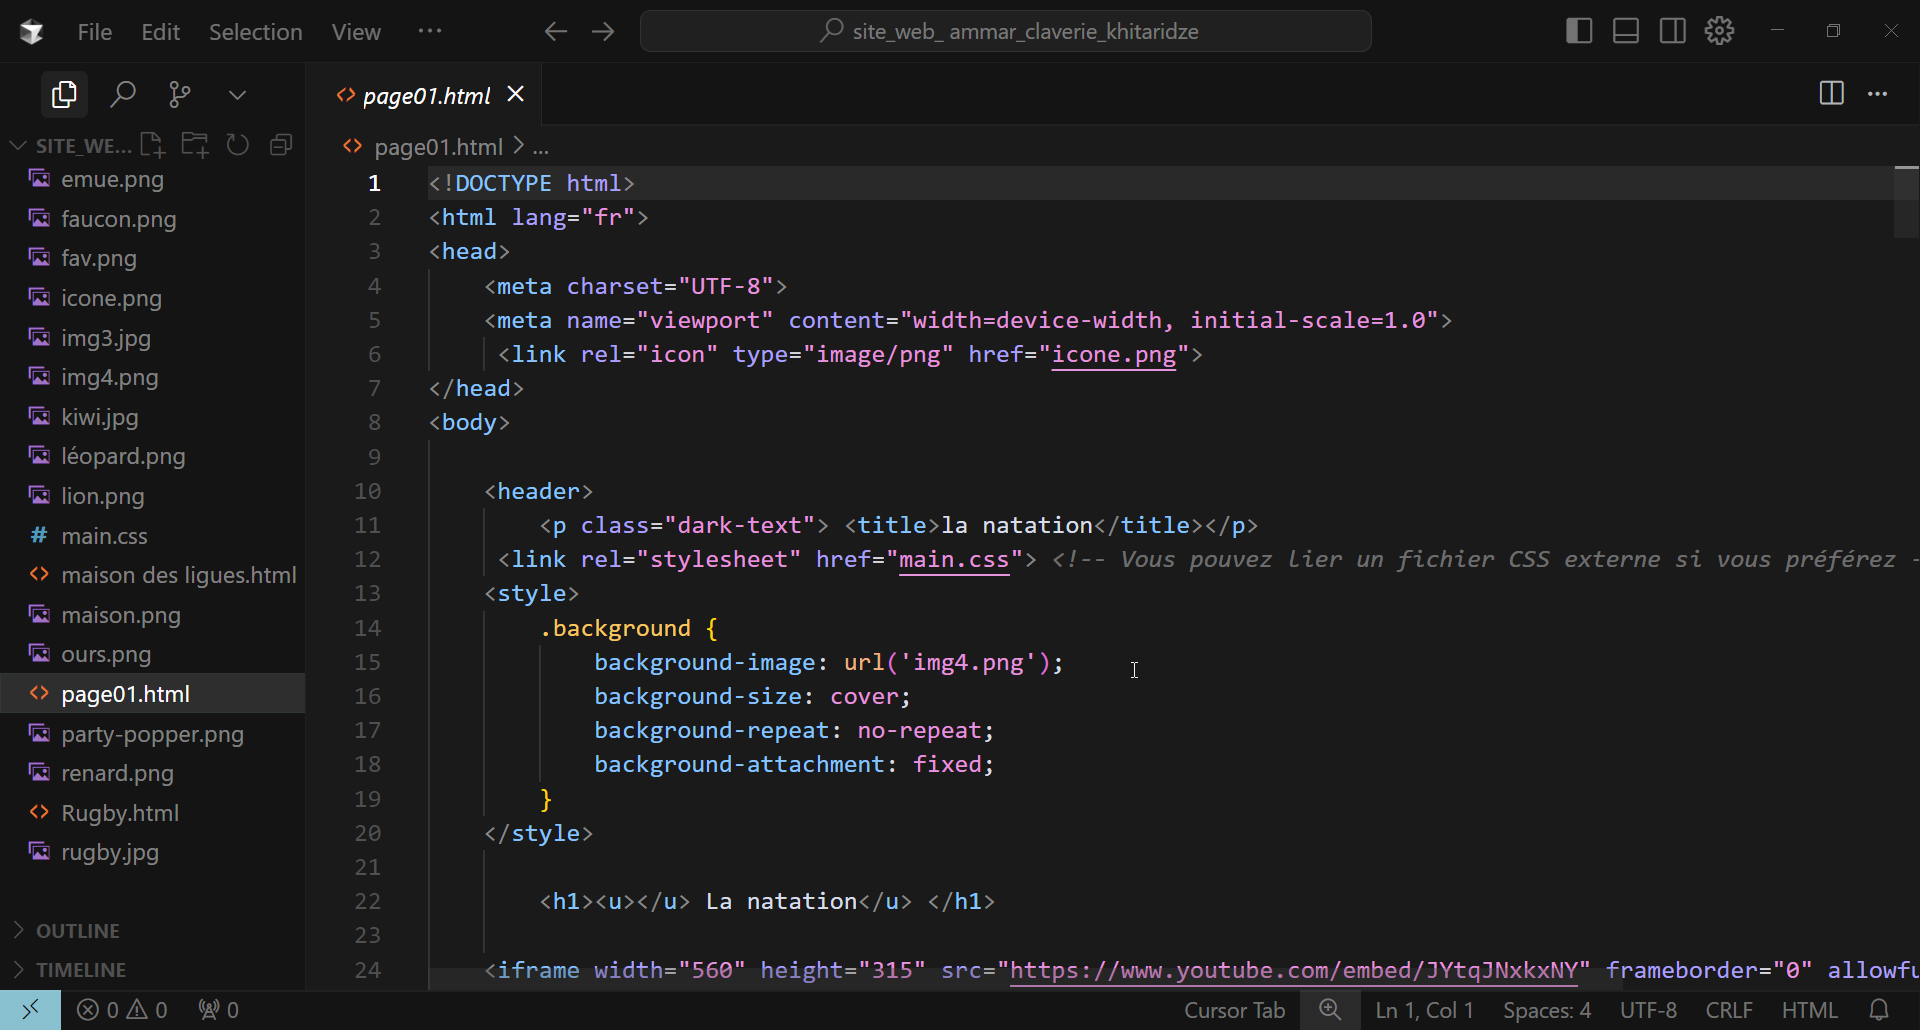 File Edit Selection View ···
site_web_ ammar_claverie_khitaridze
page01.html
SITE_WE...
emue.png
faucon.png
fav.png
icone.png
img3.jpg
img4.png
kiwi.jpg
léopard.png
lion.png
# main.css
maison des ligues.html
maison.png
ours.png
page01.html
party-popper.png
renard.png
Rugby.html
rugby.jpg
OUTLINE
TIMELINE
page01.html > ...
1 <!DOCTYPE html>
2 <html lang="fr">
3 <head>
4 <meta charset="UTF-8">
5 <meta name="viewport" content="width=device-width, initial-scale=1.0">
6 <link rel="icon" type="image/png" href="icone.png">
7 </head>
8 <body>
9
10 <header>
11 <p class="dark-text"> <title>la natation</title></p>
12 <link rel="stylesheet" href="main.css"> <!-- Vous pouvez lier un fichier CSS externe si vous préférez -
13 <style>
14 .background {
15 background-image: url('img4.png');
16 background-size: cover;
17 background-repeat: no-repeat;
18 background-attachment: fixed;
19 }
20 </style>
21
22 <h1><u></u> La natation</u> </h1>
23
24 <iframe width="560" height="315" src="https://www.youtube.com/embed/JYtqJNxkxNY" frameborder="0" allowfu
0 0 0 Cursor Tab Ln 1, Col 1 Spaces: 4 UTF-8 CRLF HTML